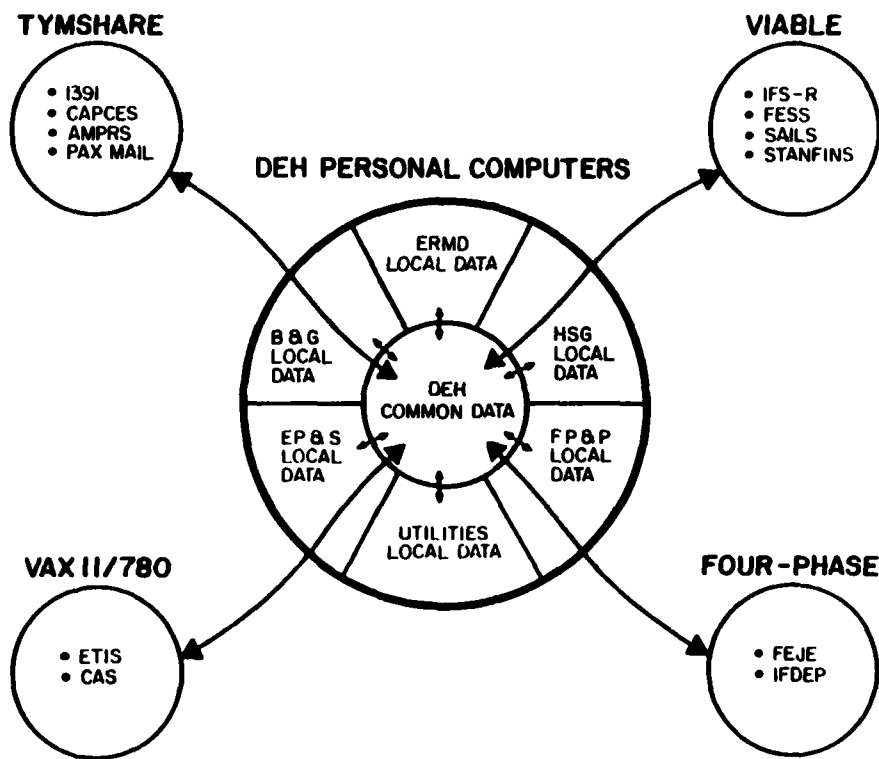 TYMSHARE
• 1391
• CAPCES
• AMPRS
• PAX MAIL
VIABLE
• IFS-R
• FESS
• SAILS
• STANFINS
DEH PERSONAL COMPUTERS
ERMD
LOCAL DATA
B & G
LOCAL
DATA
HSG
LOCAL
DATA
DEH
COMMON DATA
EP & S
LOCAL
DATA
FP & P
LOCAL
DATA
UTILITIES
LOCAL DATA
VAX 11/780
• ETIS
• CAS
FOUR-PHASE
• FEJE
• IFDEP